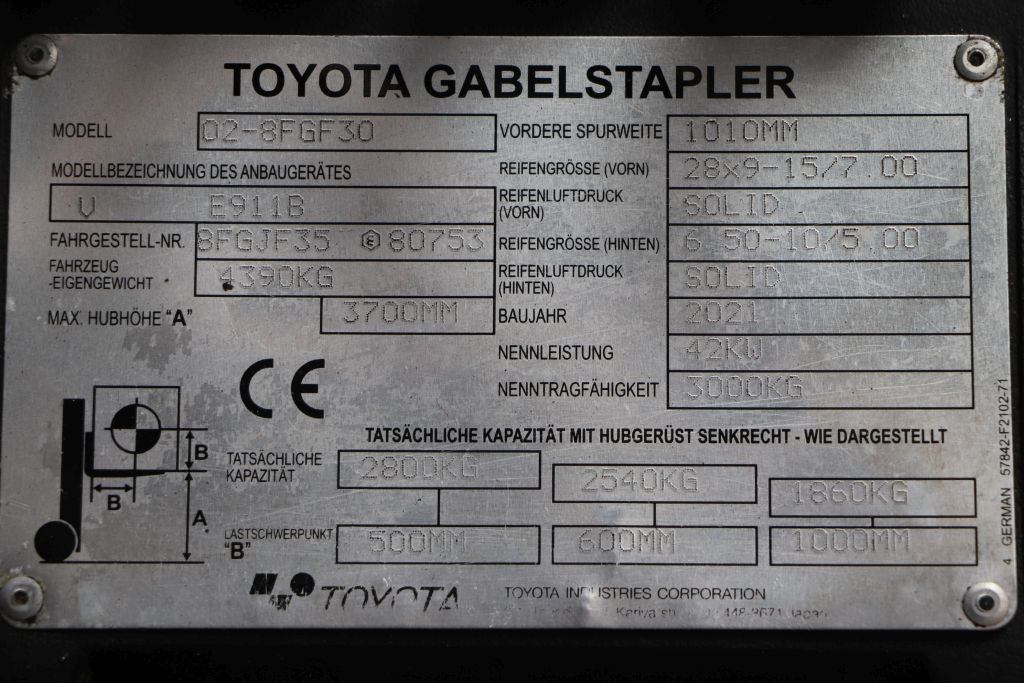 TOYOTA GABELSTAPLER
MODELL 02-8FGF30
MODELLBEZEICHNUNG DES ANBAUGERÄTES
V E911B
FAHRGESTELL-NR. 8FGJF35 E 80753
FAHRZEUG
-EIGENGEWICHT 4390KG
MAX. HUBHÖHE "A" 3700MM
VORDERE SPURWEITE 1010MM
REIFENGRÖSSE (VORN) 28x9-15/7.00
REIFENLUFTDRUCK
(VORN) SOLID
REIFENGRÖSSE (HINTEN) 6.50-10/5.00
REIFENLUFTDRUCK
(HINTEN) SOLID
BAUJAHR 2021
NENNLEISTUNG 42KW
NENNTRAGFÄHIGKEIT 3000KG
CE
B
B
A
TATSÄCHLICHE KAPAZITÄT MIT HUBGERÜST SENKRECHT - WIE DARGESTELLT
TATSÄCHLICHE
KAPAZITÄT 2800KG 2540KG 1860KG
LASTSCHWERPUNKT
"B" 500MM 600MM 1000MM
TOYOTA
TOYOTA INDUSTRIES CORPORATION
4 GERMAN 57842-F2102-71